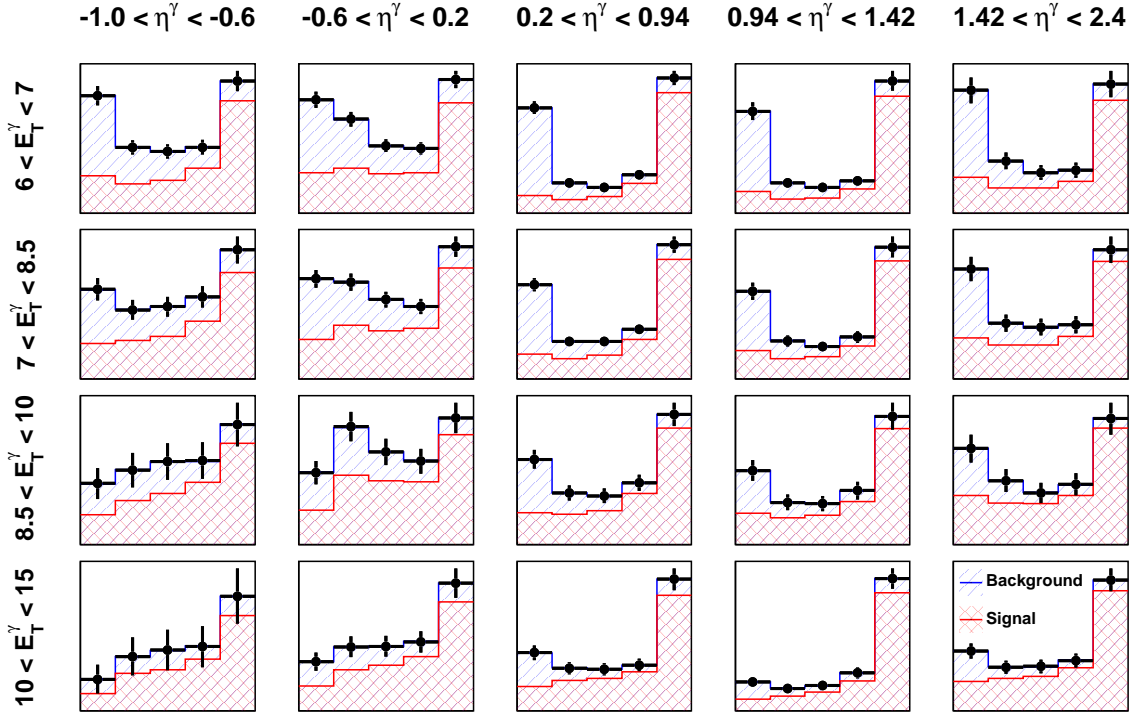 -1.0 < η^γ < -0.6
-0.6 < η^γ < 0.2
0.2 < η^γ < 0.94
0.94 < η^γ < 1.42
1.42 < η^γ < 2.4
6 < E_T^γ < 7
7 < E_T^γ < 8.5
8.5 < E_T^γ < 10
10 < E_T^γ < 15
Background
Signal